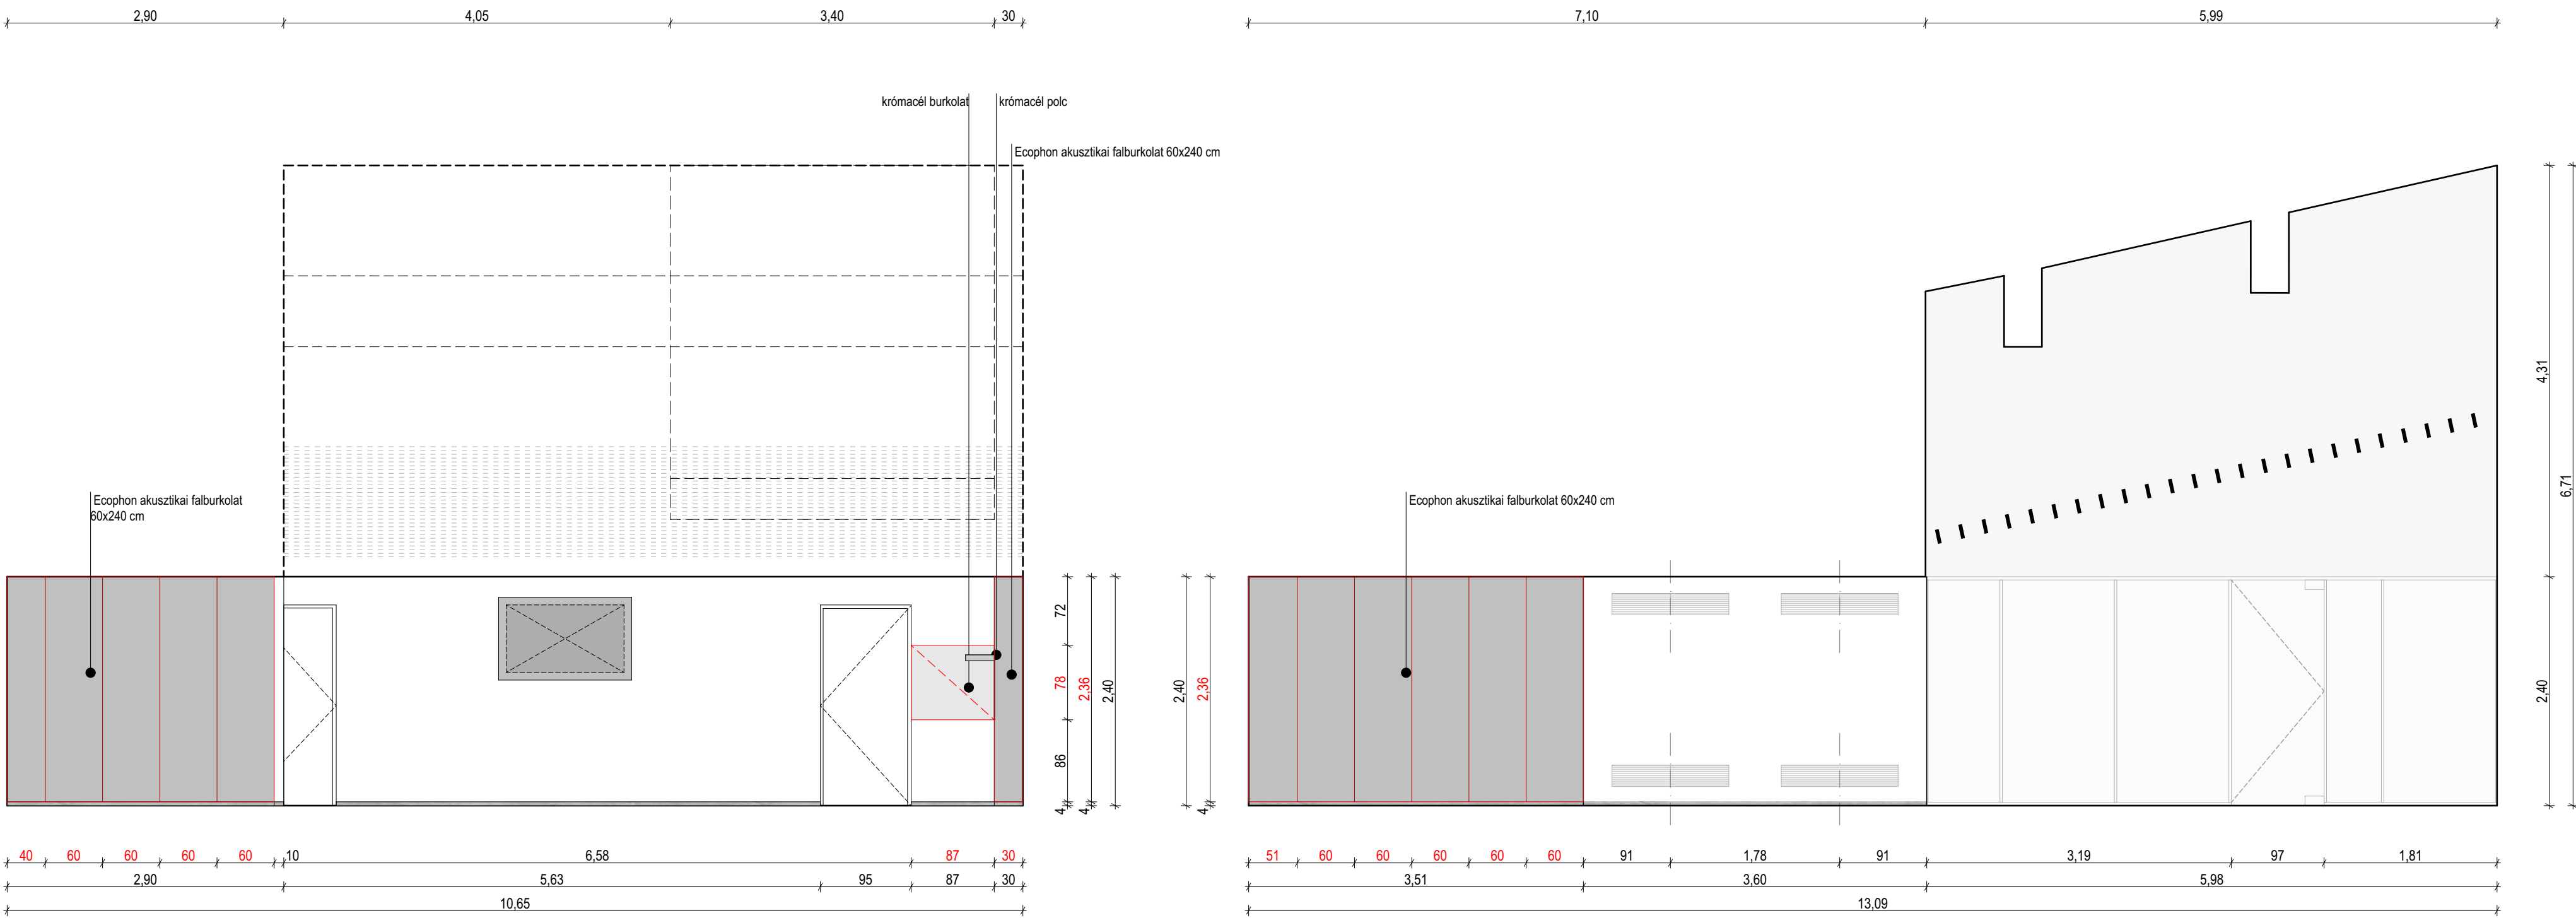 2,90 4,05 3,40 30 7,10 5,99
krómacél burkolat krómacél polc
Ecophon akusztikai falburkolat 60x240 cm
4,31
6,71
Ecophon akusztikai falburkolat
60x240 cm
Ecophon akusztikai falburkolat 60x240 cm
72
78 2,36 2,40 2,40 2,36 2,40
86
4 4 4
40 60 60 60 60 10 6,58 87 30 51 60 60 60 60 60 91 1,78 91 3,19 97 1,81
2,90 5,63 95 87 30 3,51 3,60 5,98
10,65 13,09